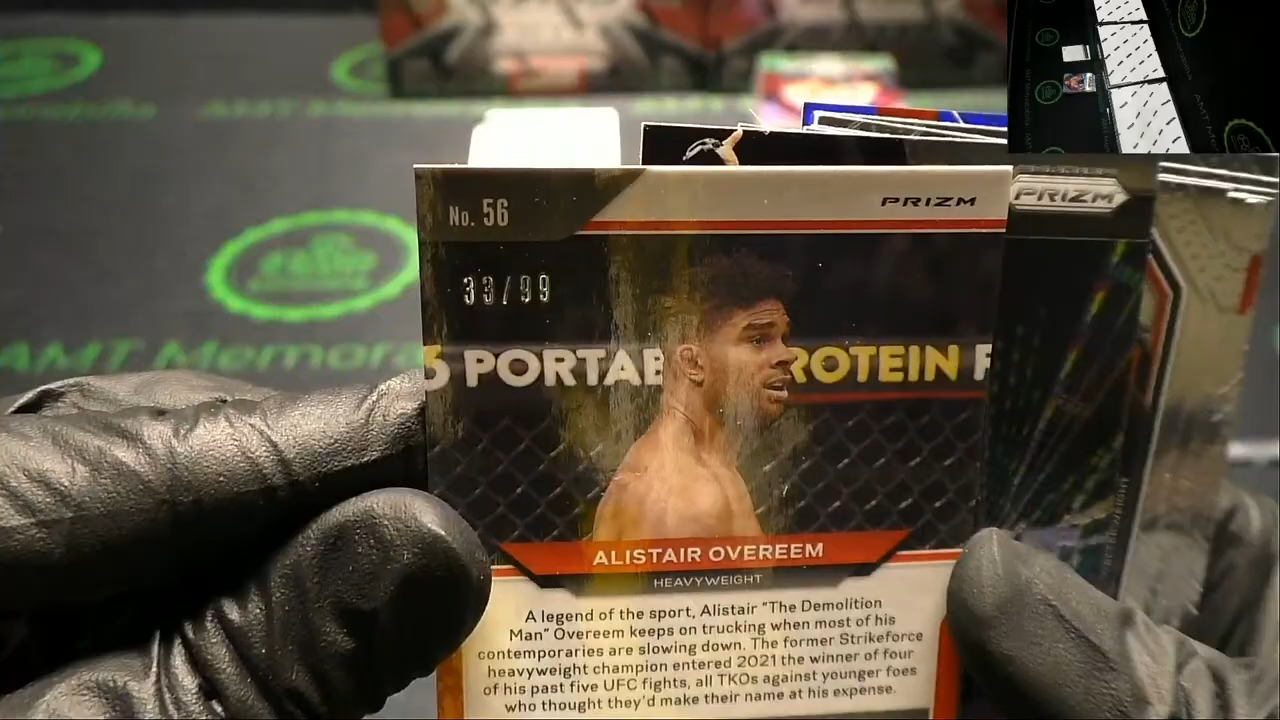 No. 56
PRIZM
33/99
PORTAB ROTEIN
ALISTAIR OVEREEM
HEAVYWEIGHT
A legend of the sport, Alistair "The Demolition
Man" Overeem keeps on trucking when most of his
contemporaries are slowing down. The former Strikeforce
heavyweight champion entered 2021 the winner of four
of his past five UFC fights, all TKOs against younger foes
who thought they'd make their name at his expense.
PRIZM
AMT Memora